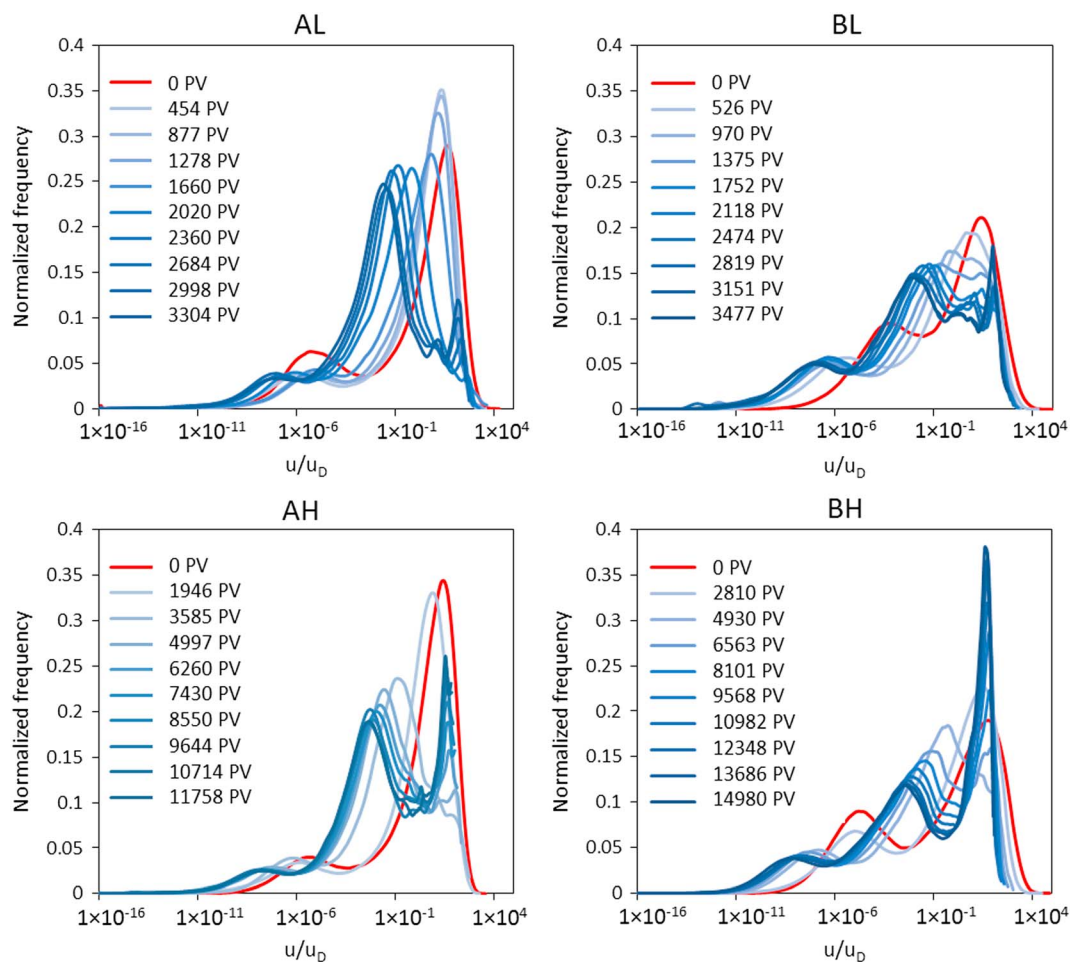 AL
Normalized frequency
0.4
0.35
0.3
0.25
0.2
0.15
0.1
0.05
0
0 PV
454 PV
877 PV
1278 PV
1660 PV
2020 PV
2360 PV
2684 PV
2998 PV
3304 PV
1×10⁻¹⁶ 1×10⁻¹¹ 1×10⁻⁶ 1×10⁻¹ 1×10⁴
u/u_D
BL
Normalized frequency
0.4
0.35
0.3
0.25
0.2
0.15
0.1
0.05
0
0 PV
526 PV
970 PV
1375 PV
1752 PV
2118 PV
2474 PV
2819 PV
3151 PV
3477 PV
1×10⁻¹⁶ 1×10⁻¹¹ 1×10⁻⁶ 1×10⁻¹ 1×10⁴
u/u_D
AH
Normalized frequency
0.4
0.35
0.3
0.25
0.2
0.15
0.1
0.05
0
0 PV
1946 PV
3585 PV
4997 PV
6260 PV
7430 PV
8550 PV
9644 PV
10714 PV
11758 PV
1×10⁻¹⁶ 1×10⁻¹¹ 1×10⁻⁶ 1×10⁻¹ 1×10⁴
u/u_D
BH
Normalized frequency
0.4
0.35
0.3
0.25
0.2
0.15
0.1
0.05
0
0 PV
2810 PV
4930 PV
6563 PV
8101 PV
9568 PV
10982 PV
12348 PV
13686 PV
14980 PV
1×10⁻¹⁶ 1×10⁻¹¹ 1×10⁻⁶ 1×10⁻¹ 1×10⁴
u/u_D